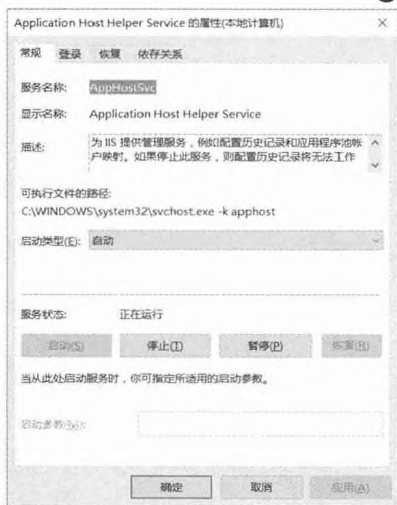 Application Host Helper Service 的属性(本地计算机)
常规 登录 恢复 依存关系
服务名称: AppHostSvc
显示名称: Application Host Helper Service
描述: 为 IIS 提供管理服务，例如配置历史记录和应用程序池帐
户映射。如果停止此服务，则配置历史记录将无法工作
可执行文件的路径:
C:\WINDOWS\system32\svchost.exe -k apphost
启动类型(E): 自动
服务状态: 正在运行
启动(S) 停止(T) 暂停(P) 恢复(R)
当从此处启动服务时，你可指定所适用的启动参数。
启动参数(M):
确定 取消 应用(A)